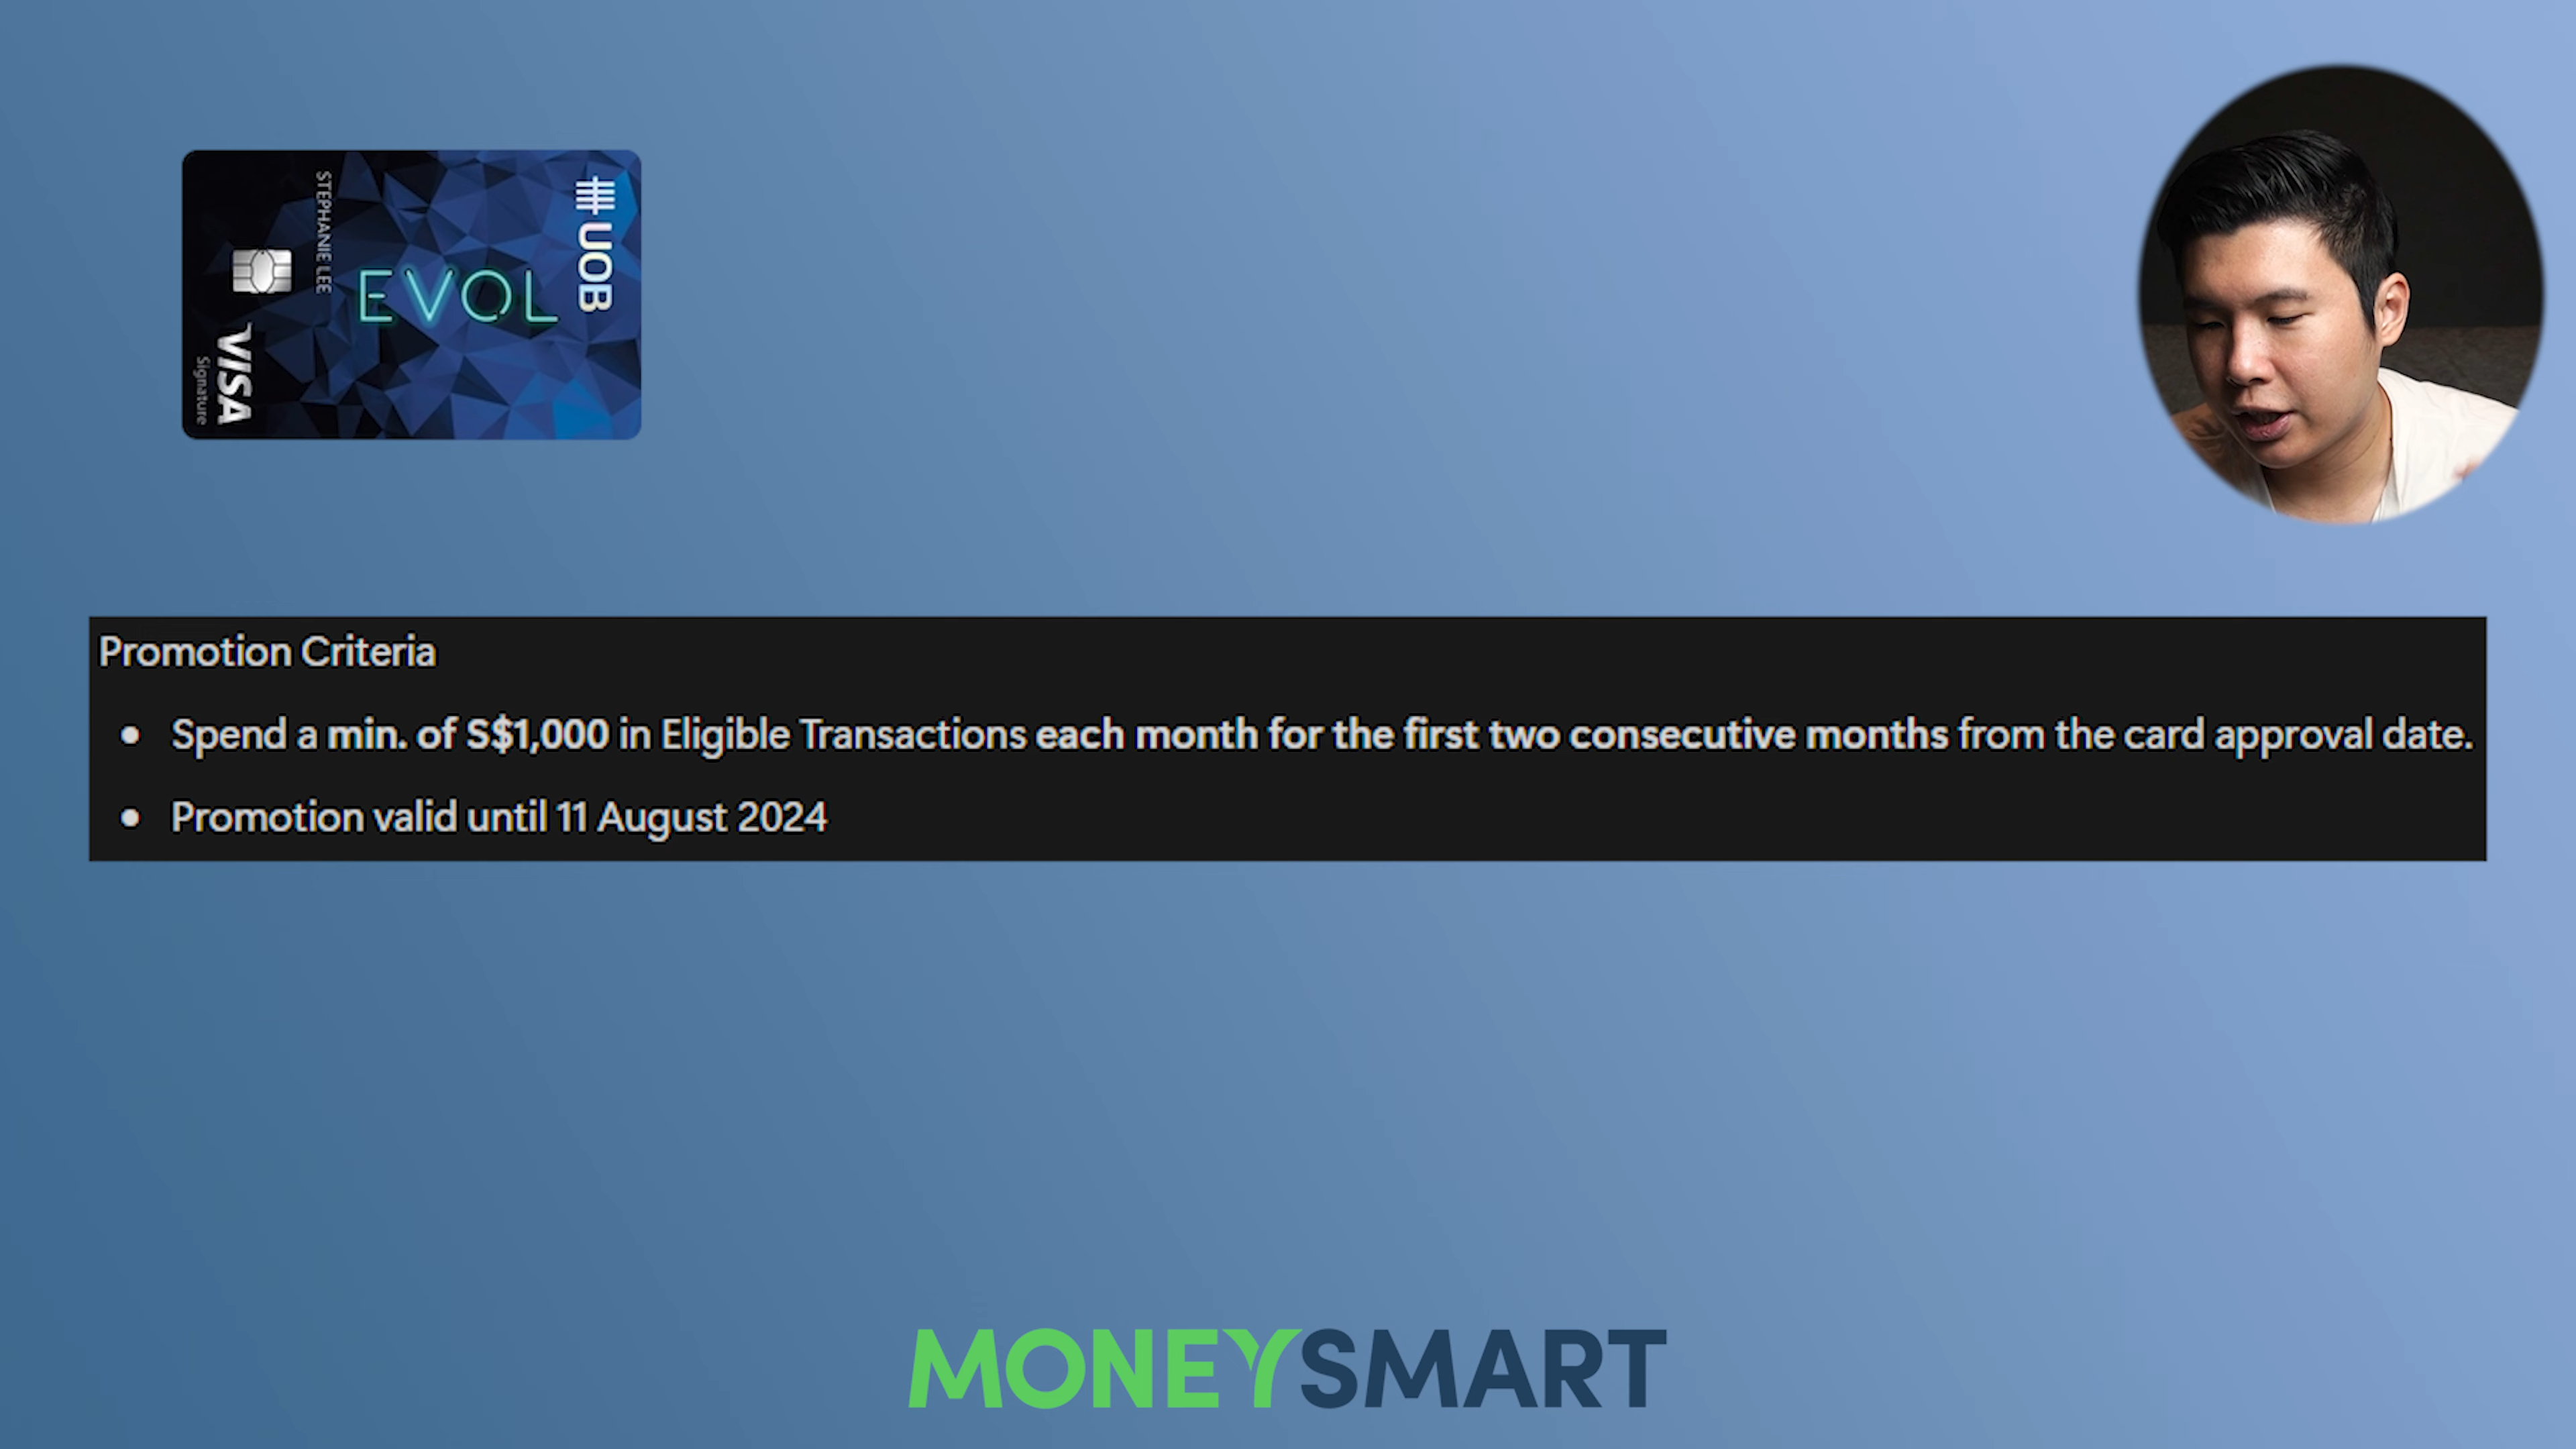 UOB
EVOL
STEPHANIE LEE
VISA
Signature
Promotion Criteria
• Spend a min. of S$1,000 in Eligible Transactions each month for the first two consecutive months from the card approval date.
• Promotion valid until 11 August 2024
MONEYSMART